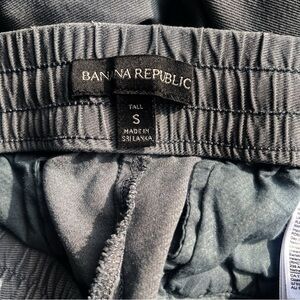 BANANA REPUBLIC
TALL
S
MADE IN
SRI LANKA